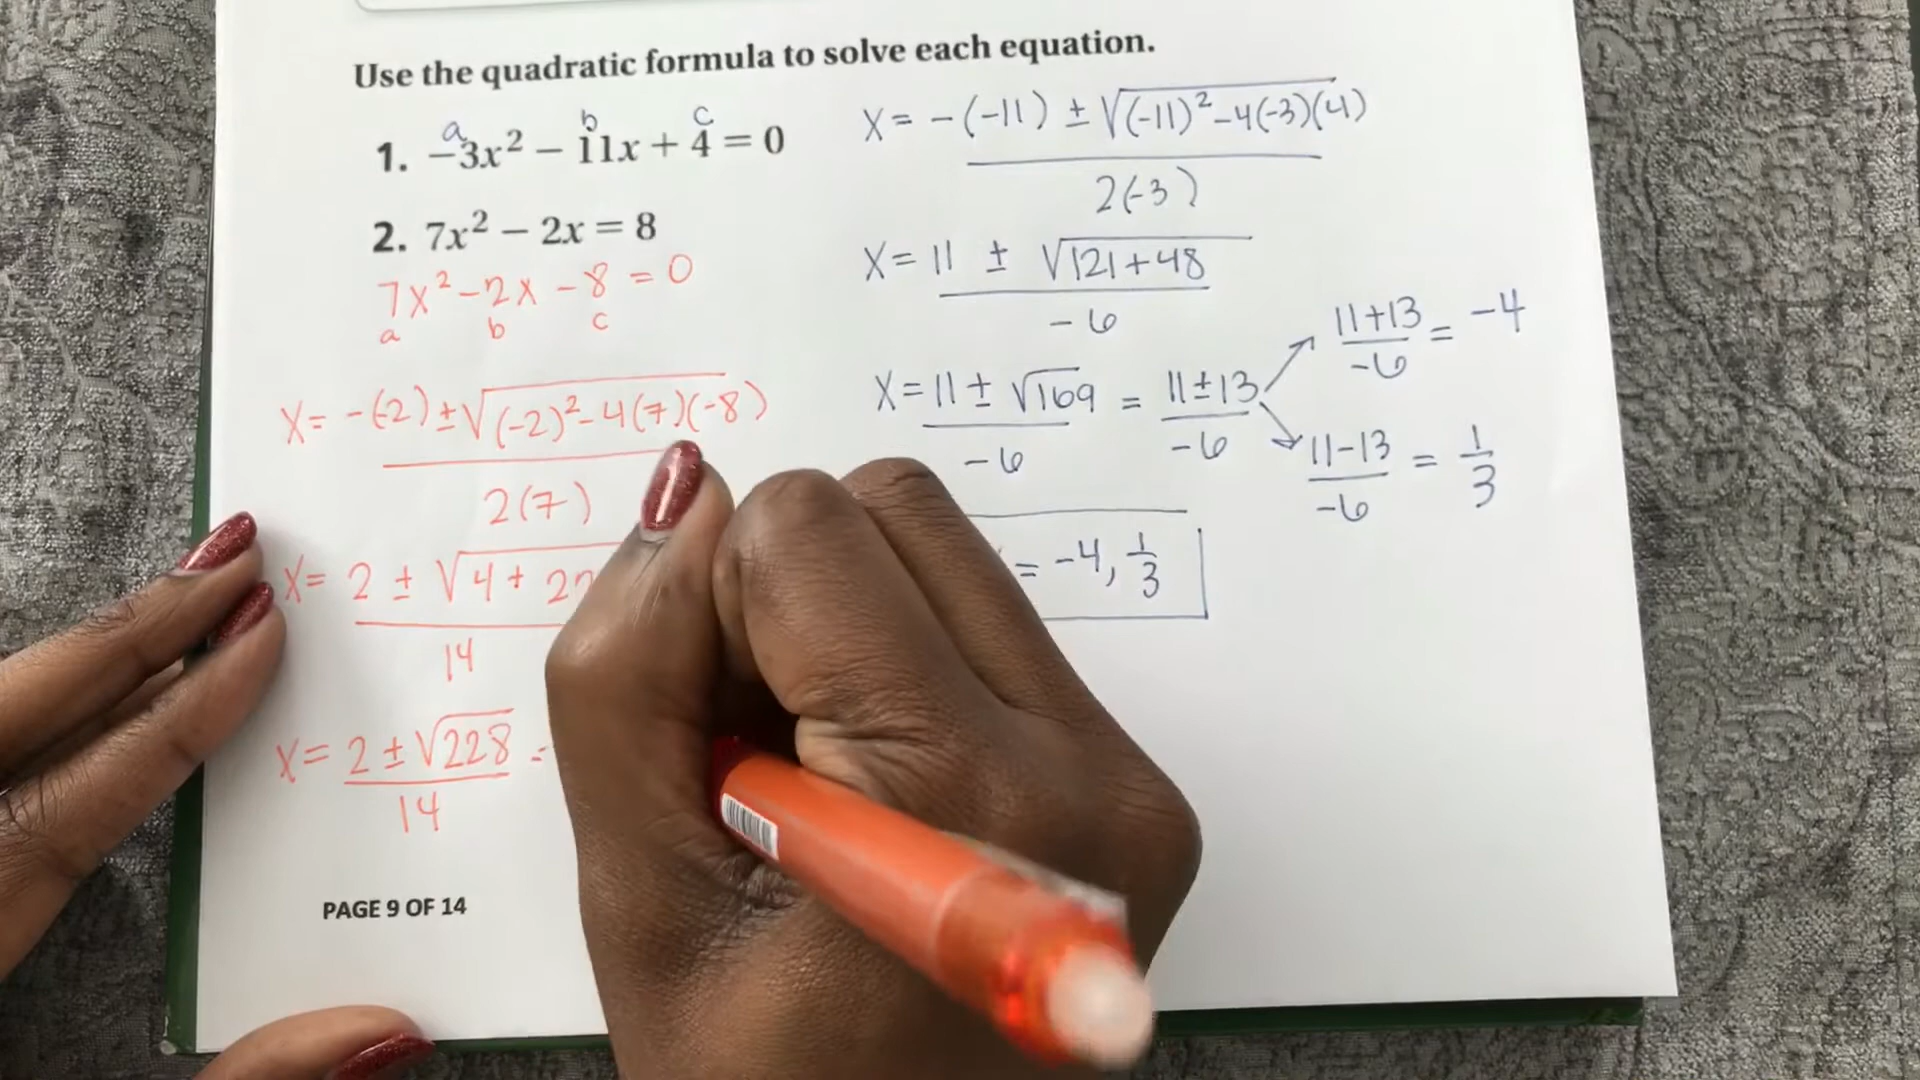 Use the quadratic formula to solve each equation.
a b c
1. −3x² − 11x + 4 = 0
2. 7x² − 2x = 8
7x² - 2x - 8 = 0
a b c
x = -(-2) ± √(-2)² - 4(7)(-8)
2(7)
x = 2 ± √4 +
14
x = 2 ± √228 =
14
PAGE 9 OF 14
x = -(-11) ± √(-11)² - 4(-3)(4)
2(-3)
x = 11 ± √121 + 48
-6
x = 11 ± √169 = 11 ± 13
-6 -6
11+13 = -4
-6
11-13 = 1
-6 3
= -4, 1
3